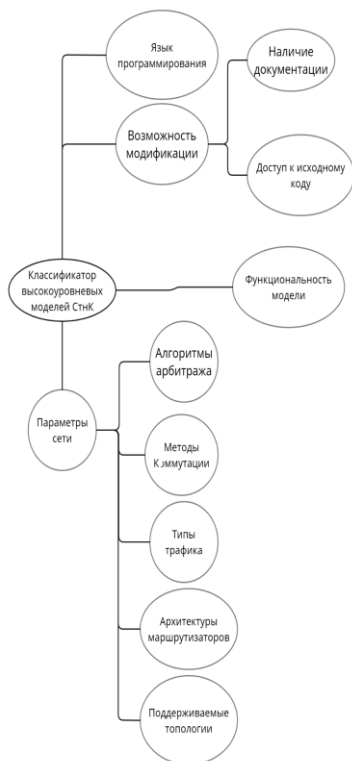 Язык
программирования
Наличие
документации
Возможность
модификации
Доступ к исходному
коду
Классификатор
высокоуровневых
моделей СтнК
Функциональность
модели
Алгоритмы
арбитража
Параметры
сети
Методы
Коммутации
Типы
трафика
Архитектуры
маршрутизаторов
Поддерживаемые
топологии